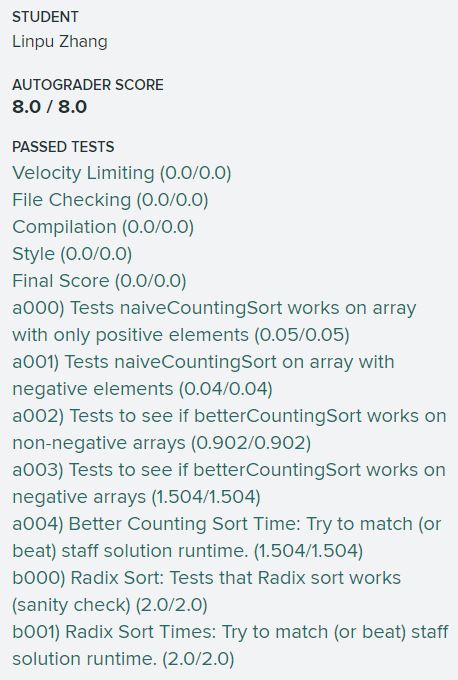 STUDENT
Linpu Zhang
AUTOGRADER SCORE
8.0 / 8.0
PASSED TESTS
Velocity Limiting (0.0/0.0)
File Checking (0.0/0.0)
Compilation (0.0/0.0)
Style (0.0/0.0)
Final Score (0.0/0.0)
a000) Tests naiveCountingSort works on array
with only positive elements (0.05/0.05)
a001) Tests naiveCountingSort on array with
negative elements (0.04/0.04)
a002) Tests to see if betterCountingSort works on
non-negative arrays (0.902/0.902)
a003) Tests to see if betterCountingSort works on
negative arrays (1.504/1.504)
a004) Better Counting Sort Time: Try to match (or
beat) staff solution runtime. (1.504/1.504)
b000) Radix Sort: Tests that Radix sort works
(sanity check) (2.0/2.0)
b001) Radix Sort Times: Try to match (or beat) staff
solution runtime. (2.0/2.0)